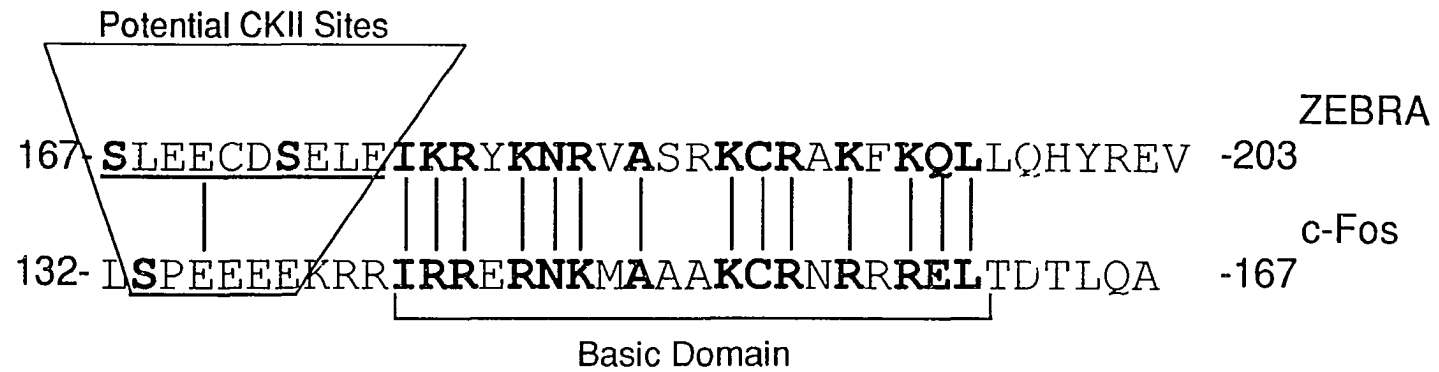 Potential CKII Sites
ZEBRA
167- SLEECDSELEIKRYKNRVASRKCRAKFKQLLQHYREV -203
c-Fos
132- LSPEEEEKRRIRRERNKMAAAKCRNRRRELTDTLQA -167
Basic Domain